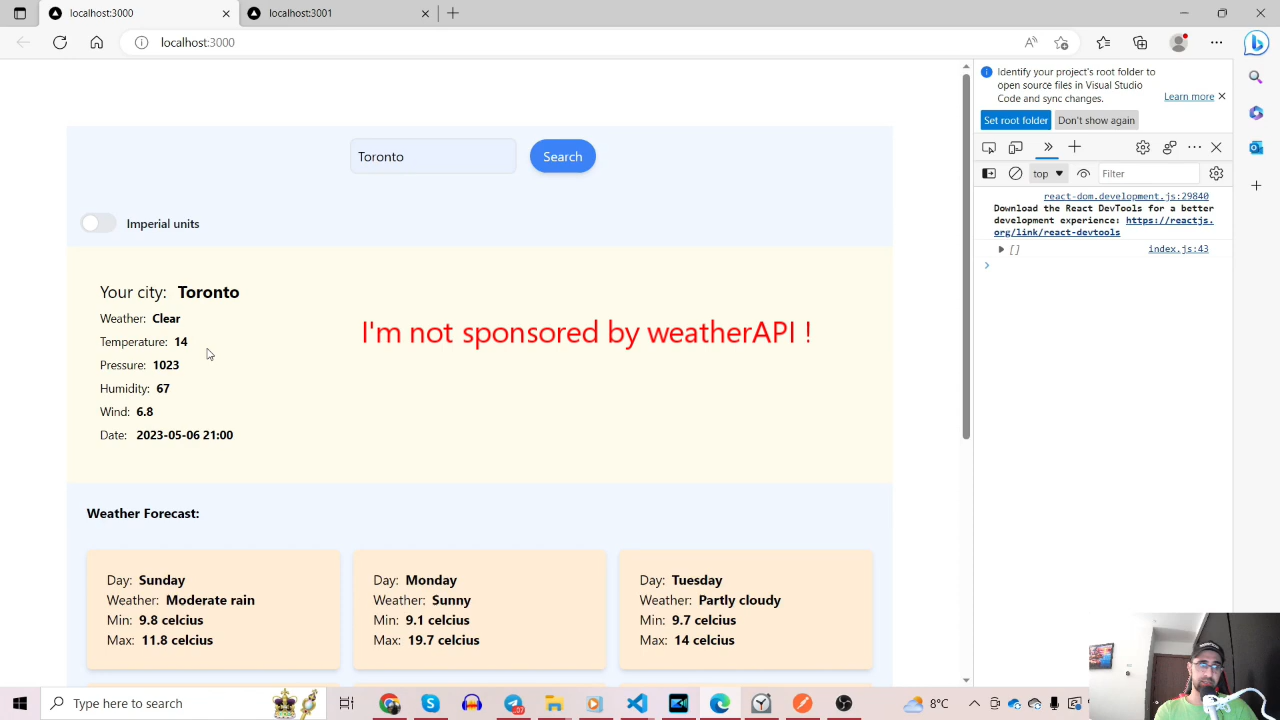 localhost:3000
localhost:3001
localhost:3000
Identify your project's root folder to
open source files in Visual Studio
Code and sync changes.
Learn more
Set root folder
Don't show again
Toronto
Search
top
Filter
Imperial units
react-dom.development.js:29840
Download the React DevTools for a better
development experience: https://reactjs.
org/link/react-devtools
[]
index.js:43
Your city: Toronto
Weather: Clear
Temperature: 14
Pressure: 1023
Humidity: 67
Wind: 6.8
Date: 2023-05-06 21:00
I'm not sponsored by weatherAPI !
Weather Forecast:
Day: Sunday
Weather: Moderate rain
Min: 9.8 celcius
Max: 11.8 celcius
Day: Monday
Weather: Sunny
Min: 9.1 celcius
Max: 19.7 celcius
Day: Tuesday
Weather: Partly cloudy
Min: 9.7 celcius
Max: 14 celcius
Type here to search
8°C